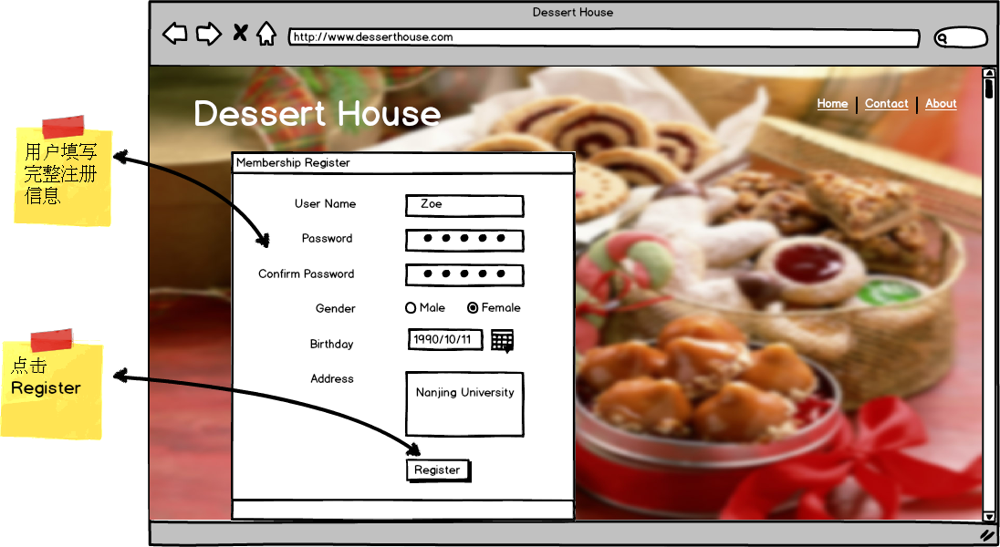 Dessert House
http://www.desserthouse.com
Dessert House
Home | Contact | About
用户填写
完整注册
信息
Membership Register
User Name Zoe
Password
Confirm Password
Gender Male Female
Birthday 1990/10/11
点击
Register
Address Nanjing University
Register